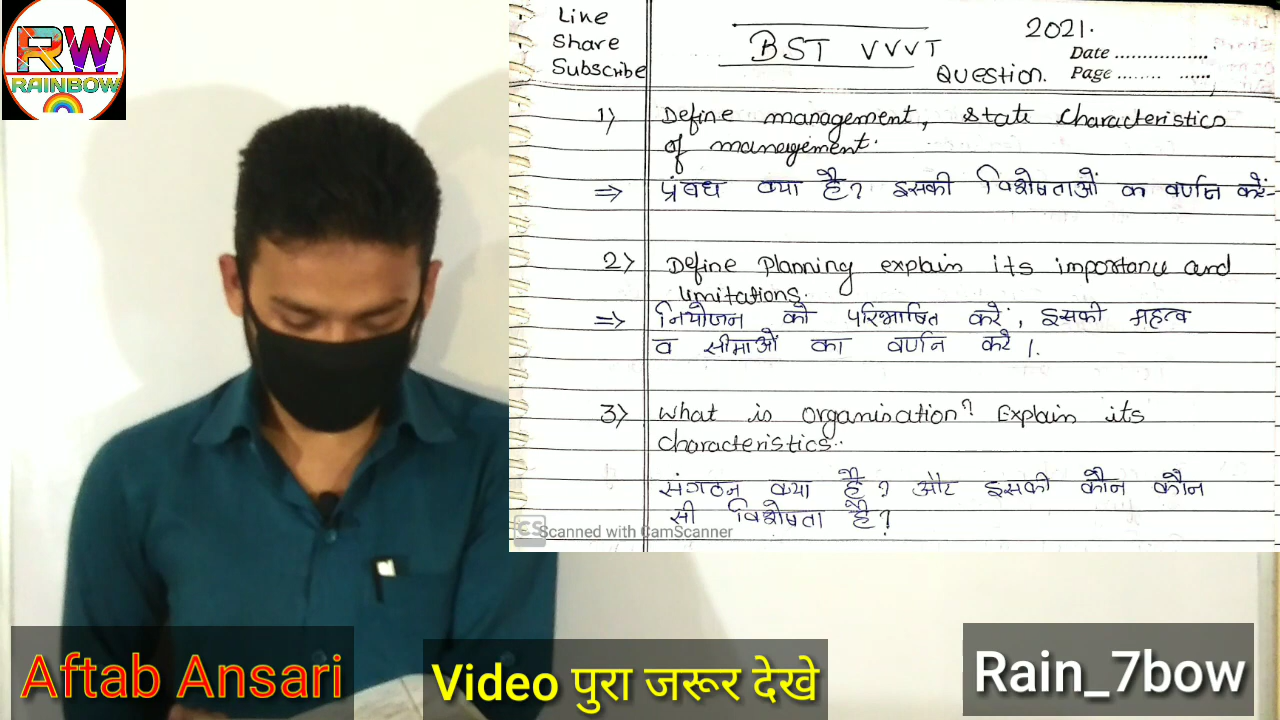 RW
RAINBOW
Like
Share
Subscribe
BST VVVI
Question.
2021.
Date
Page
1) Define management, state characteristics
of management.
⇒ प्रंबध क्या है? इसकी विशेषताओं का वर्णन करें-
2) Define Planning explain its importance and
limitations.
⇒ नियोजन को परिभाषित करें, इसकी महत्व
व सीमाओं का वर्णन करे।.
3) What is organisation? Explain its
characteristics..
संगठन क्या है? और इसकी कौन कौन
सी विशेषता है?
CS Scanned with CamScanner
Aftab Ansari
Video पुरा जरूर देखे
Rain_7bow